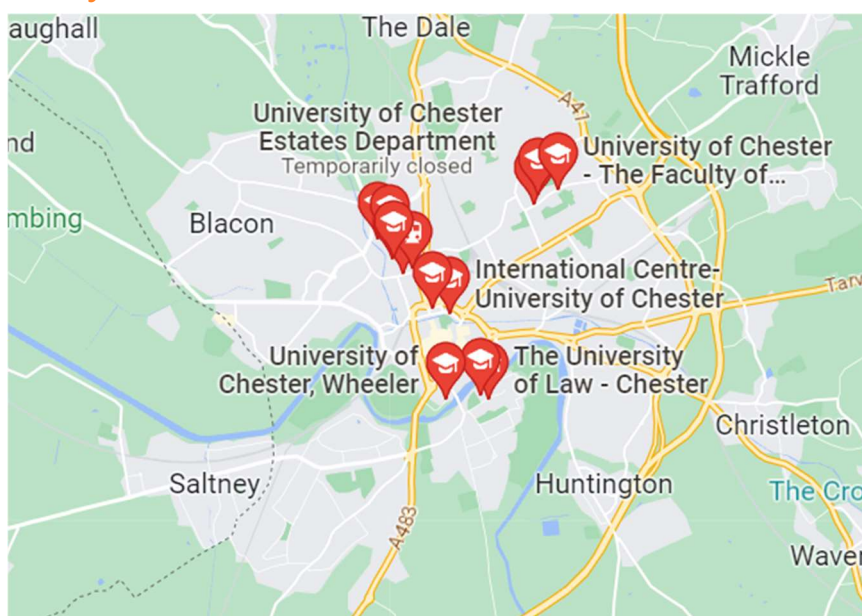 aughall
The Dale
Mickle
Trafford
A41
University of Chester
Estates Department
Temporarily closed
University of Chester
- The Faculty of...
nd
mbing
Blacon
International Centre-
University of Chester
Tarv
University of
Chester, Wheeler
The University
of Law - Chester
Christleton
Saltney
Huntington
The Cro
A483
Waver